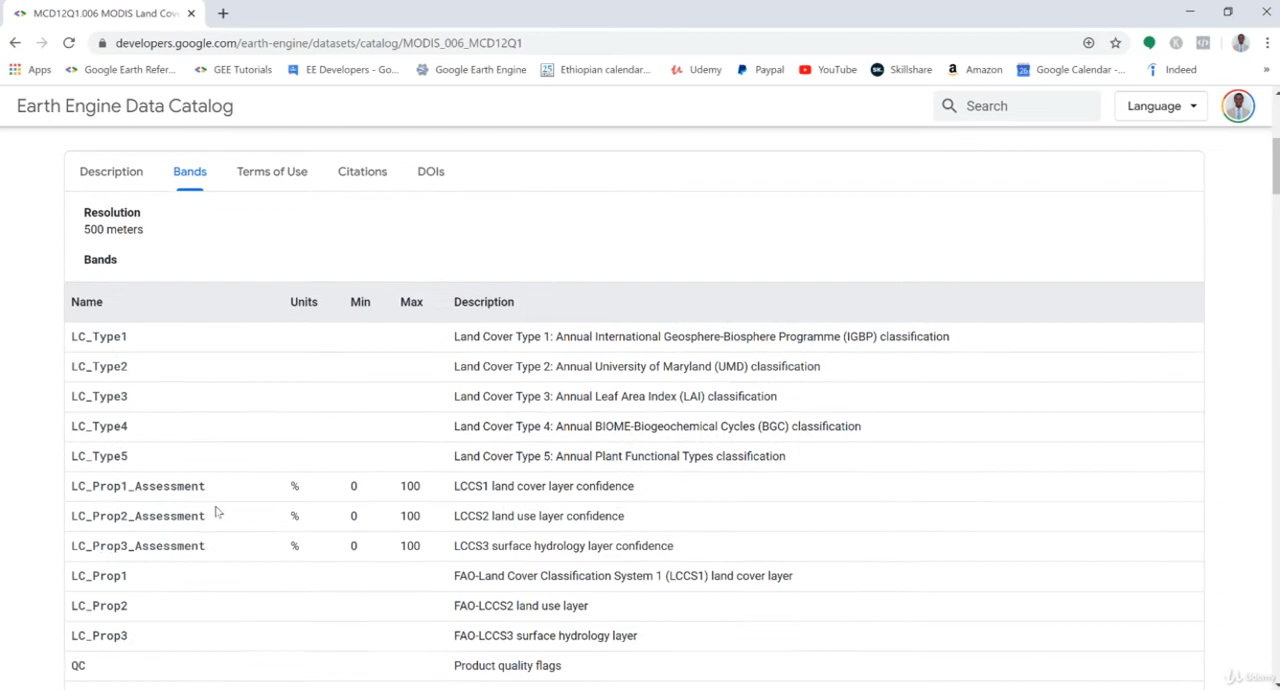 MCD12Q1.006 MODIS Land Cov
developers.google.com/earth-engine/datasets/catalog/MODIS_006_MCD12Q1
Apps Google Earth Refer... GEE Tutorials EE Developers - Go... Google Earth Engine Ethiopian calendar... Udemy Paypal YouTube Skillshare Amazon Google Calendar -... Indeed »
Earth Engine Data Catalog Search Language
Description Bands Terms of Use Citations DOIs
Resolution
500 meters
Bands
Name Units Min Max Description
LC_Type1 Land Cover Type 1: Annual International Geosphere-Biosphere Programme (IGBP) classification
LC_Type2 Land Cover Type 2: Annual University of Maryland (UMD) classification
LC_Type3 Land Cover Type 3: Annual Leaf Area Index (LAI) classification
LC_Type4 Land Cover Type 4: Annual BIOME-Biogeochemical Cycles (BGC) classification
LC_Type5 Land Cover Type 5: Annual Plant Functional Types classification
LC_Prop1_Assessment % 0 100 LCCS1 land cover layer confidence
LC_Prop2_Assessment % 0 100 LCCS2 land use layer confidence
LC_Prop3_Assessment % 0 100 LCCS3 surface hydrology layer confidence
LC_Prop1 FAO-Land Cover Classification System 1 (LCCS1) land cover layer
LC_Prop2 FAO-LCCS2 land use layer
LC_Prop3 FAO-LCCS3 surface hydrology layer
QC Product quality flags
Udemy